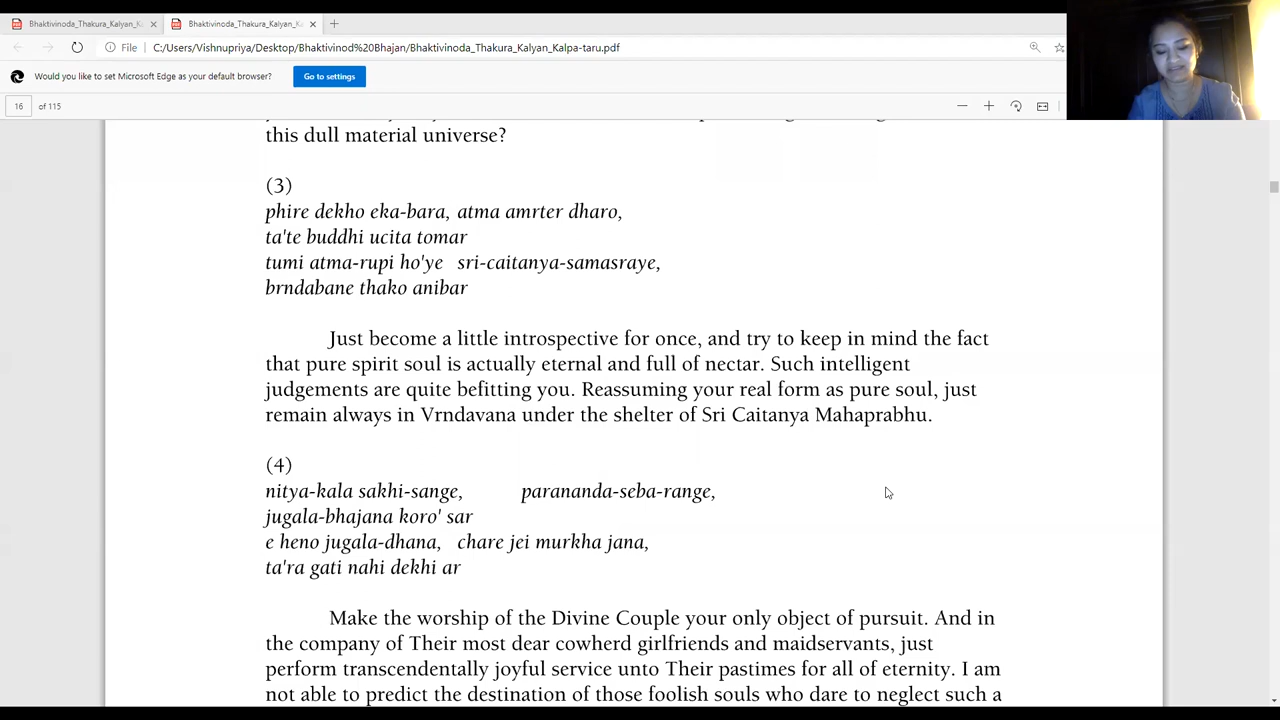 Bhaktivinoda_Thakura_Kalyan_K
Bhaktivinoda_Thakura_Kalyan_K
File
C:/Users/Vishnupriya/Desktop/Bhaktivinod%20Bhajan/Bhaktivinoda_Thakura_Kalyan_Kalpa-taru.pdf
Would you like to set Microsoft Edge as your default browser?
Go to settings
16 of 115
this dull material universe?
(3)
phire dekho eka-bara, atma amrter dharo,
ta'te buddhi ucita tomar
tumi atma-rupi ho'ye sri-caitanya-samasraye,
brndabane thako anibar
Just become a little introspective for once, and try to keep in mind the fact
that pure spirit soul is actually eternal and full of nectar. Such intelligent
judgements are quite befitting you. Reassuming your real form as pure soul, just
remain always in Vrndavana under the shelter of Sri Caitanya Mahaprabhu.
(4)
nitya-kala sakhi-sange, parananda-seba-range,
jugala-bhajana koro' sar
e heno jugala-dhana, chare jei murkha jana,
ta'ra gati nahi dekhi ar
Make the worship of the Divine Couple your only object of pursuit. And in
the company of Their most dear cowherd girlfriends and maidservants, just
perform transcendentally joyful service unto Their pastimes for all of eternity. I am
not able to predict the destination of those foolish souls who dare to neglect such a